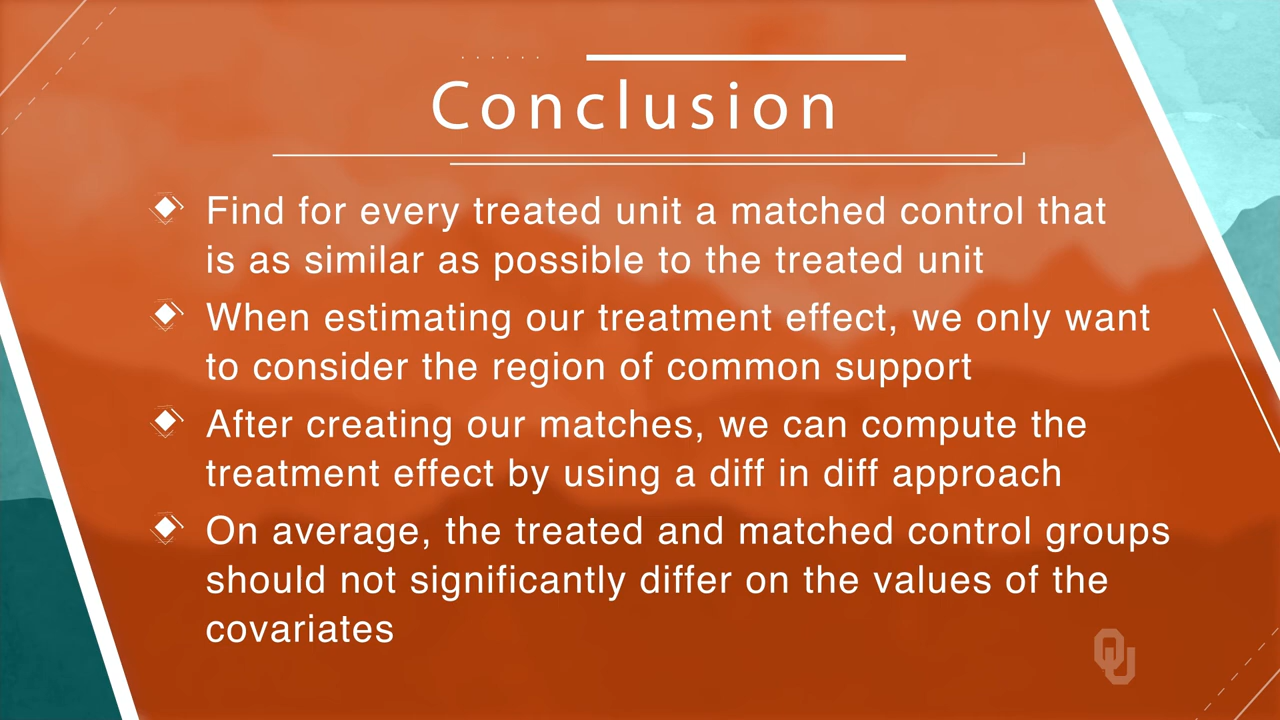 Conclusion
Find for every treated unit a matched control that
is as similar as possible to the treated unit
When estimating our treatment effect, we only want
to consider the region of common support
After creating our matches, we can compute the
treatment effect by using a diff in diff approach
On average, the treated and matched control groups
should not significantly differ on the values of the
covariates
OU